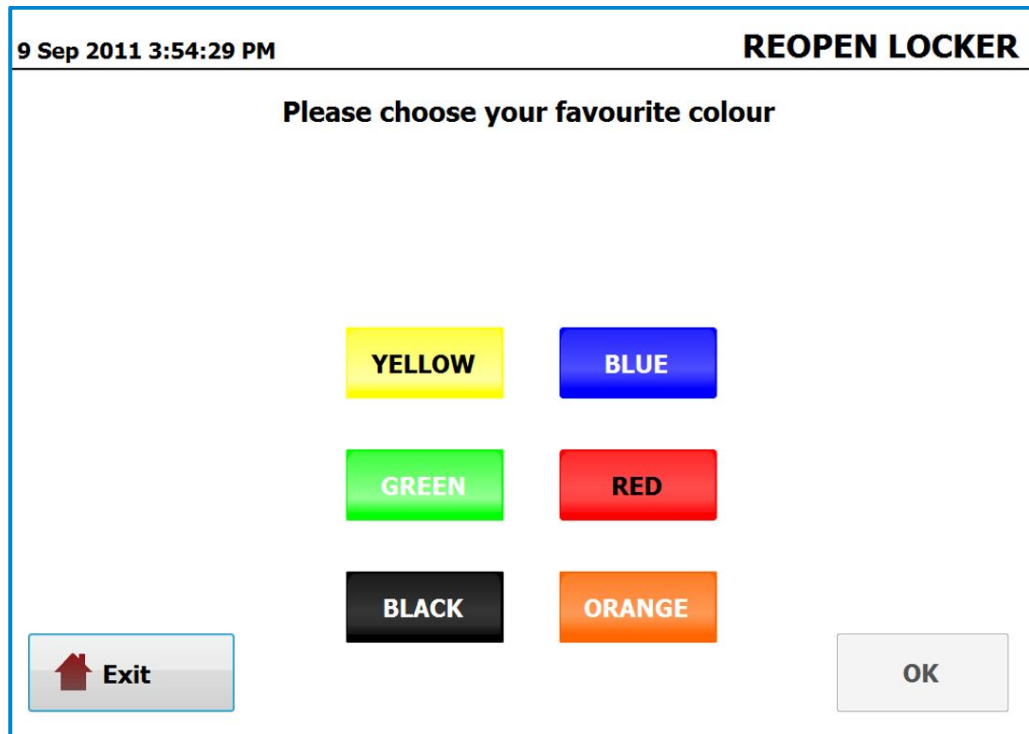 9 Sep 2011 3:54:29 PM
REOPEN LOCKER
Please choose your favourite colour
YELLOW
BLUE
GREEN
RED
BLACK
ORANGE
Exit
OK